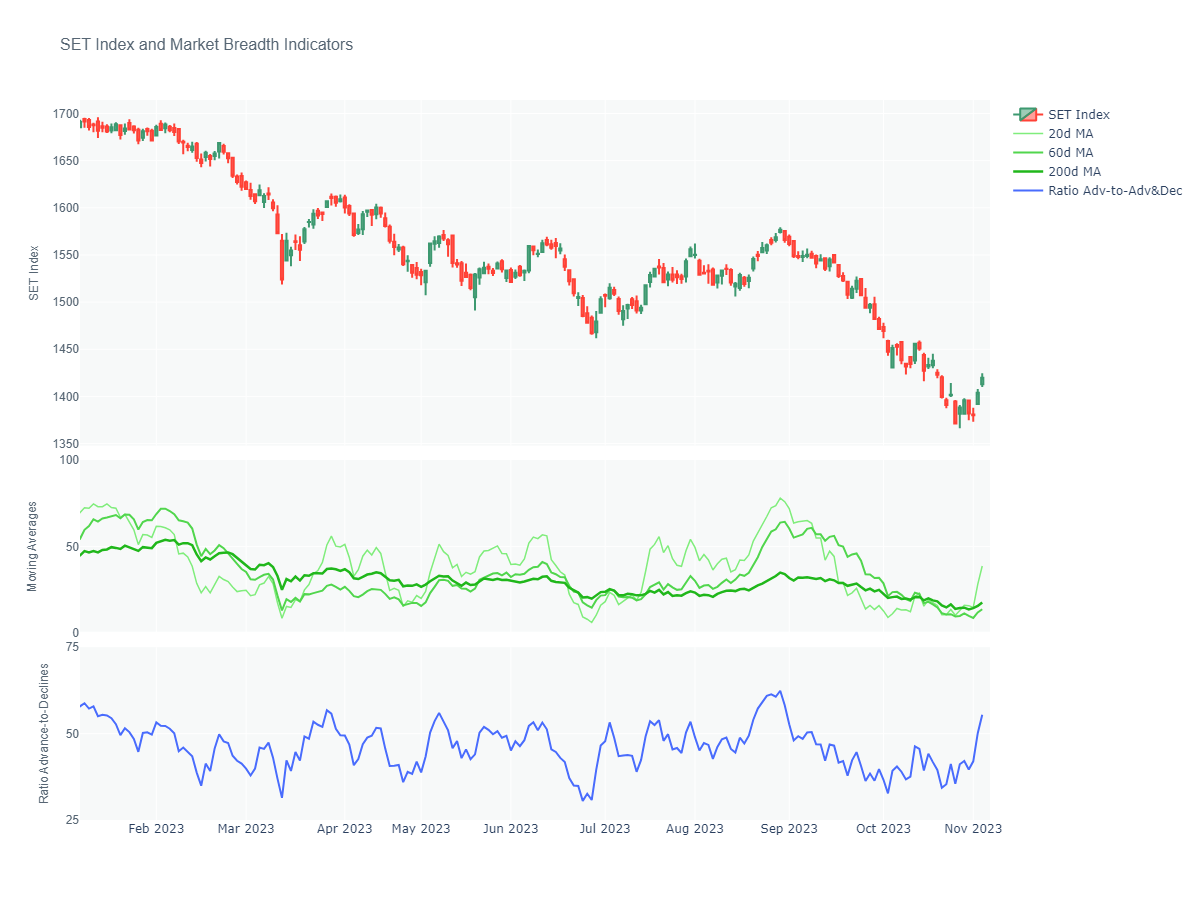 SET Index and Market Breadth Indicators
SET Index
20d MA
60d MA
200d MA
Ratio Adv-to-Adv&Dec
SET Index
1700
1650
1600
1550
1500
1450
1400
1350
Moving Averages
100
50
0
Ratio Advance-to-Declines
75
50
25
Feb 2023 Mar 2023 Apr 2023 May 2023 Jun 2023 Jul 2023 Aug 2023 Sep 2023 Oct 2023 Nov 2023